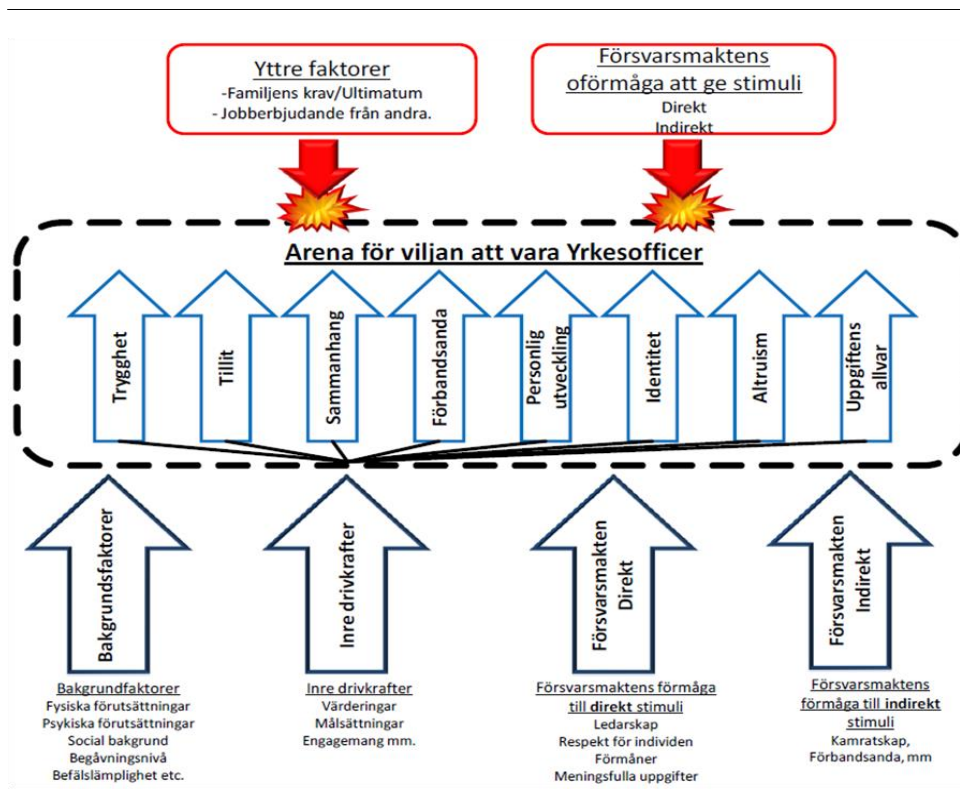 Yttre faktorer
-Familjens krav/Ultimatum
- Jobberbjudande från andra.
Försvarsmaktens
oförmåga att ge stimuli
Direkt
Indirekt
Arena för viljan att vara Yrkesofficer
Trygghet
Tillit
Sammanhang
Förbandsanda
Personlig
utveckling
Identitet
Altruism
Uppgiftens
allvar
Bakgrundsfaktorer
Inre drivkrafter
Försvarsmakten
Direkt
Försvarsmakten
Indirekt
Bakgrundfaktorer
Fysiska förutsättningar
Psykiska förutsättningar
Social bakgrund
Begåvningsnivå
Befälslämplighet etc.
Inre drivkrafter
Värderingar
Målsättningar
Engagemang mm.
Försvarsmaktens förmåga
till direkt stimuli
Ledarskap
Respekt för individen
Förmåner
Meningsfulla uppgifter
Försvarsmaktens
förmåga till indirekt
stimuli
Kamratskap,
Förbandsanda, mm